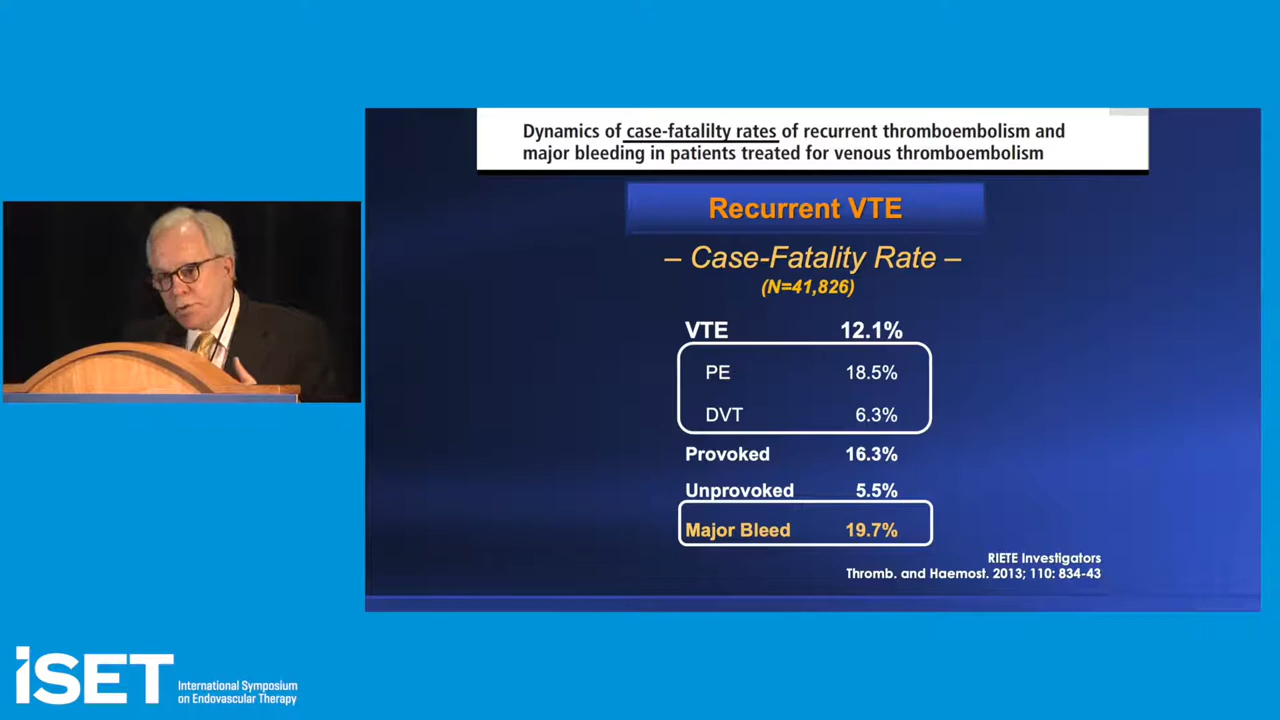 Dynamics of case-fatalilty rates of recurrent thromboembolism and
major bleeding in patients treated for venous thromboembolism
Recurrent VTE
– Case-Fatality Rate –
(N=41,826)
VTE 12.1%
PE 18.5%
DVT 6.3%
Provoked 16.3%
Unprovoked 5.5%
Major Bleed 19.7%
RIETE Investigators
Thromb. and Haemost. 2013; 110: 834-43
iSET
International Symposium
on Endovascular Therapy